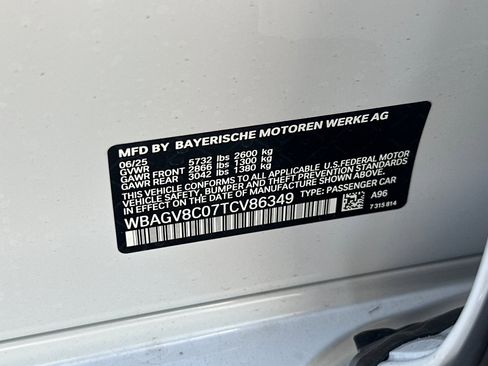 MFD BY BAYERISCHE MOTOREN WERKE AG
06/25
GVWR 5732 lbs 2600 kg
GAWR FRONT 2866 lbs 1300 kg
GAWR REAR 3042 lbs 1380 kg
THIS VEHICLE CONFORMS TO ALL APPLICABLE U.S.FEDERAL MOTOR
VEHICLE SAFETY, BUMPER AND THEFT PREVENTION STANDARDS IN
EFFECT ON THE DATE OF MANUFACTURE SHOWN ABOVE.
WBAGV8C07TCV86349 TYPE: PASSENGER CAR
A96
7 315 814